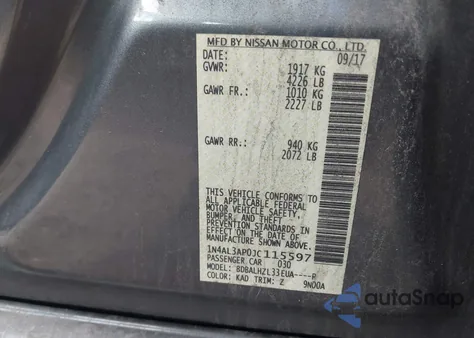 MFD BY NISSAN MOTOR CO., LTD.
DATE: 09/17
GVWR: 1917 KG
4226 LB
GAWR FR.: 1010 KG
2227 LB
GAWR RR.: 940 KG
2072 LB
THIS VEHICLE CONFORMS TO
ALL APPLICABLE FEDERAL
MOTOR VEHICLE SAFETY,
BUMPER, AND THEFT
PREVENTION STANDARDS IN
EFFECT ON THE DATE OF
MANUFACTURE SHOWN ABOVE.
1N4AL3AP0JC115597
PASSENGER CAR 030
MODEL: BDBALHZL33EUA----P
COLOR: KAD TRIM: Z 9N00A
autoSnap